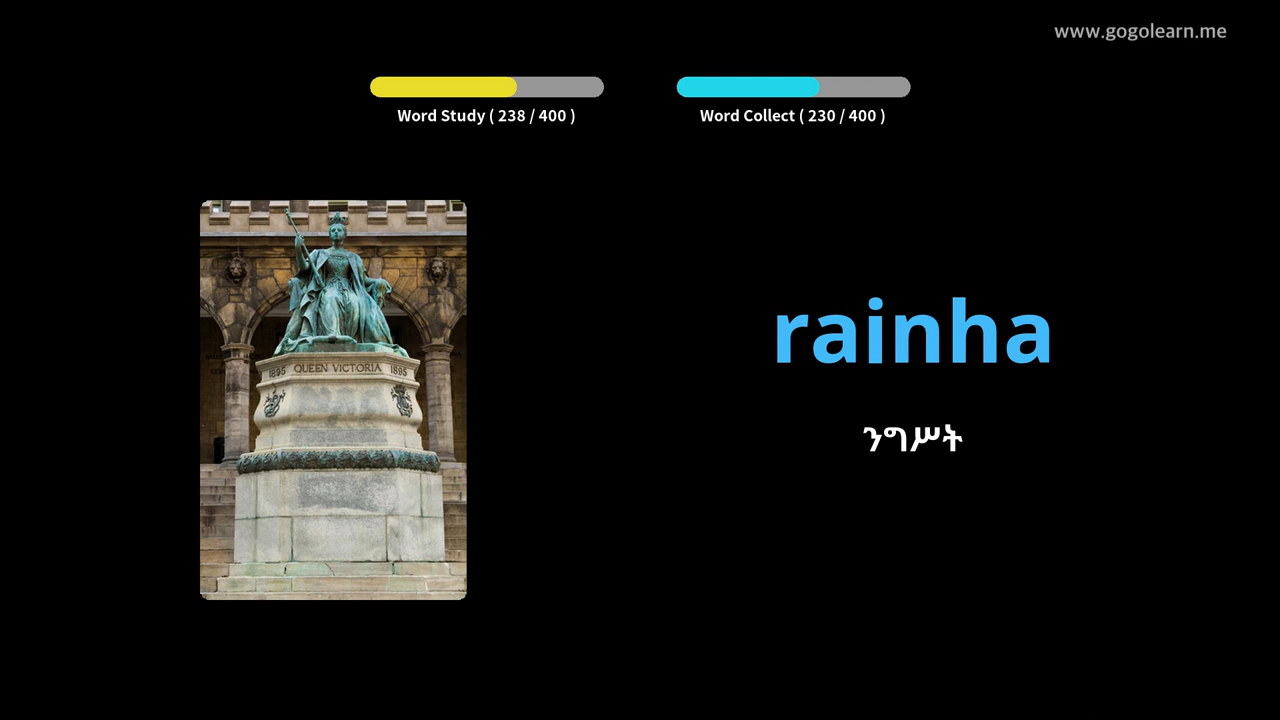 www.gogolearn.me
Word Study ( 238 / 400 )
Word Collect ( 230 / 400 )
1895 QUEEN VICTORIA 1895
rainha
ንግሥት